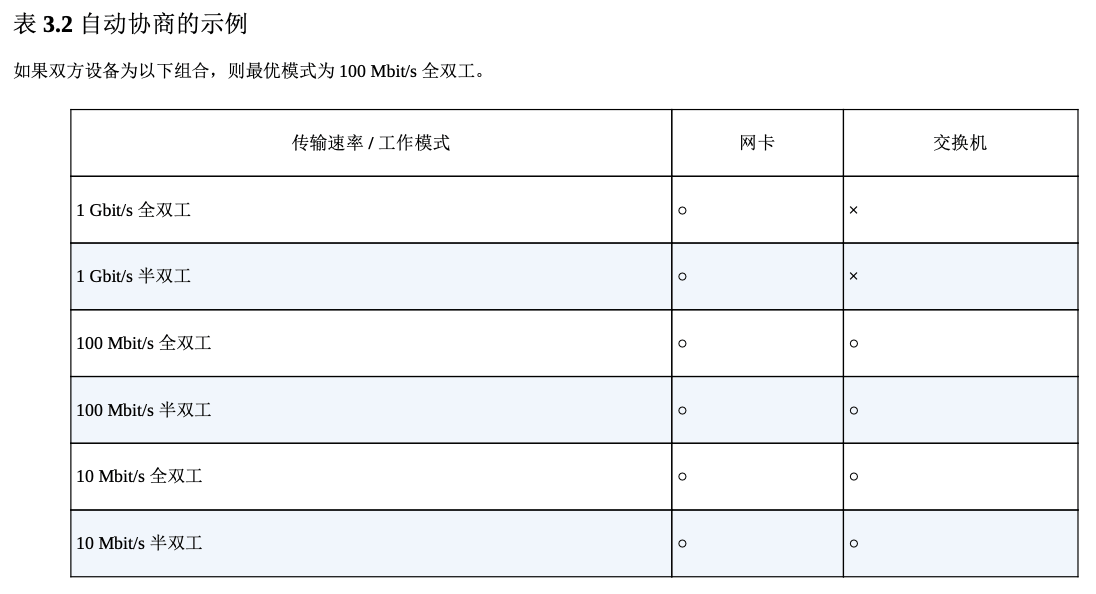 表 3.2 自动协商的示例
如果双方设备为以下组合，则最优模式为 100 Mbit/s 全双工。
传输速率 / 工作模式 网卡 交换机
1 Gbit/s 全双工 ○ ×
1 Gbit/s 半双工 ○ ×
100 Mbit/s 全双工 ○ ○
100 Mbit/s 半双工 ○ ○
10 Mbit/s 全双工 ○ ○
10 Mbit/s 半双工 ○ ○